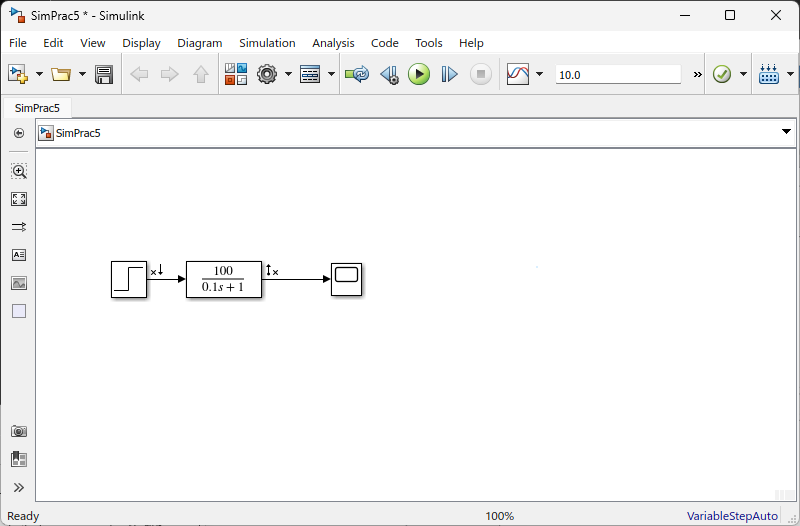 SimPrac5 * - Simulink
File Edit View Display Diagram Simulation Analysis Code Tools Help
10.0 »
SimPrac5
SimPrac5
A≡
x x
100
0.1s + 1
»
Ready 100% VariableStepAuto